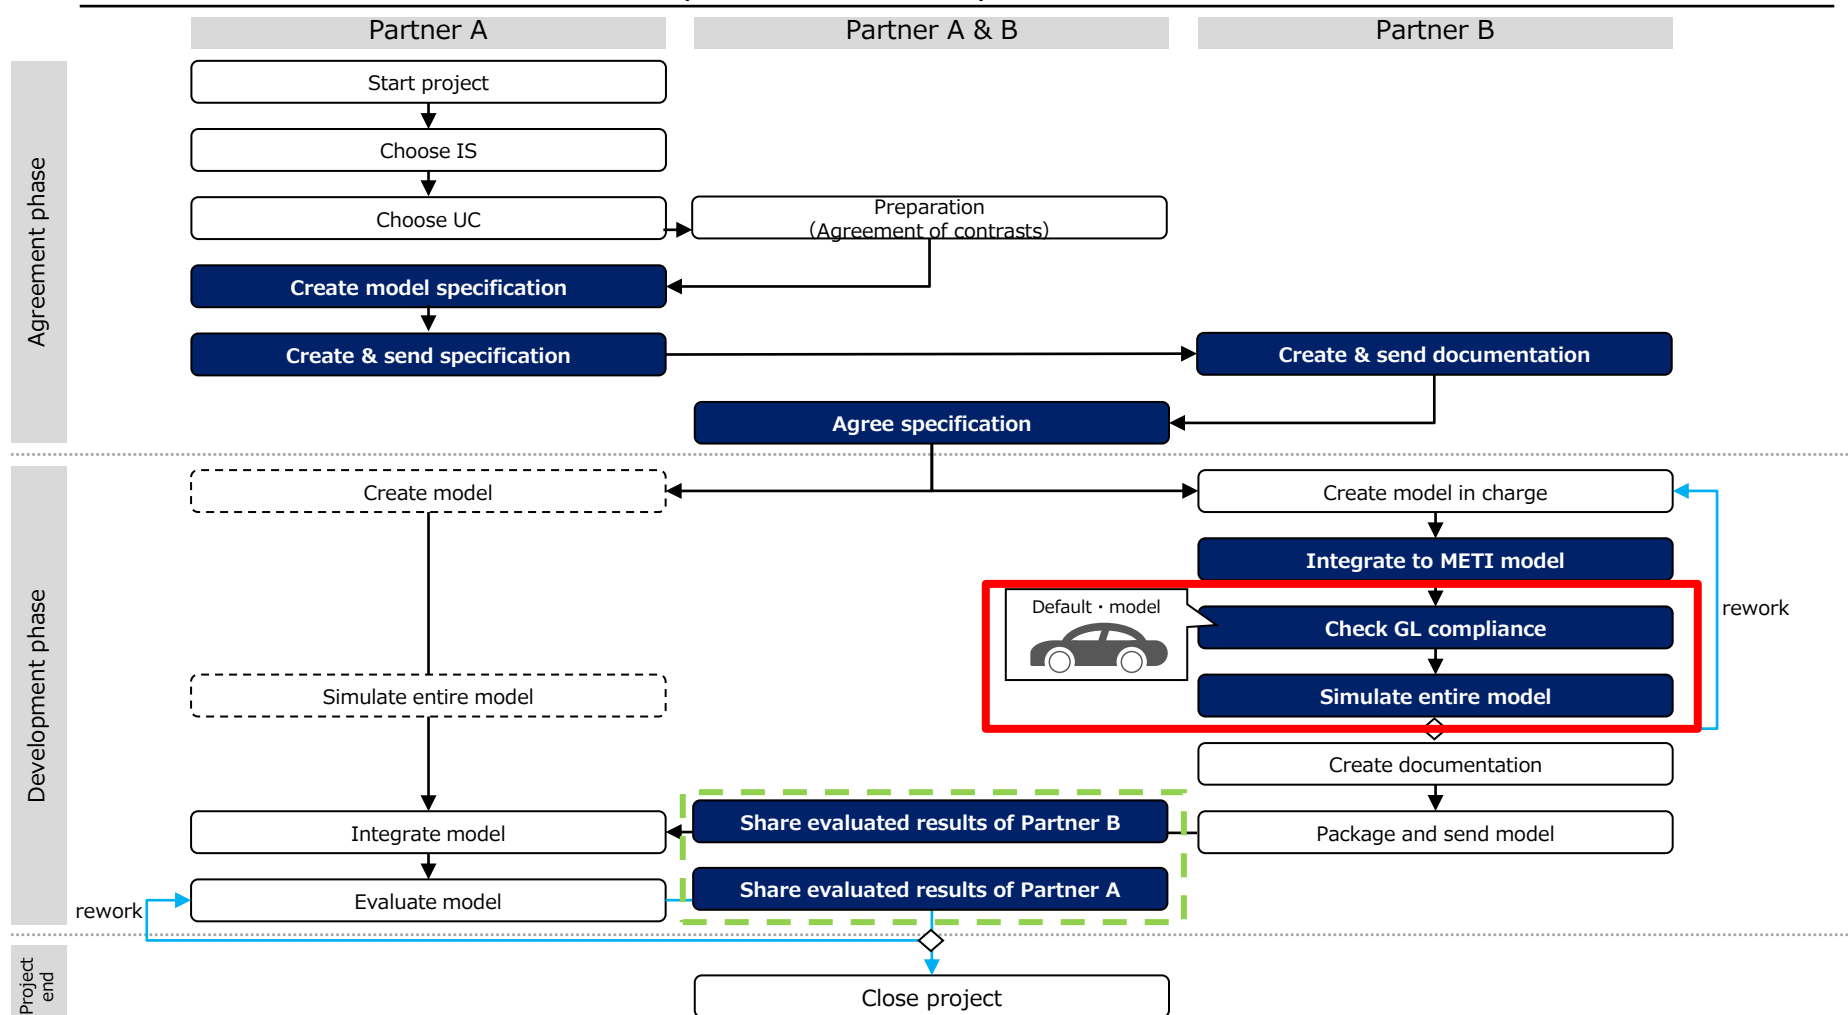 Partner A
Partner A & B
Partner B
Agreement phase
Start project
Choose IS
Choose UC
Preparation
(Agreement of contrasts)
Create model specification
Create & send specification
Create & send documentation
Agree specification
Development phase
Create model
Create model in charge
Integrate to METI model
Default・model
Check GL compliance
rework
Simulate entire model
Simulate entire model
Create documentation
Share evaluated results of Partner B
Integrate model
Package and send model
Share evaluated results of Partner A
Evaluate model
rework
Project
end
Close project